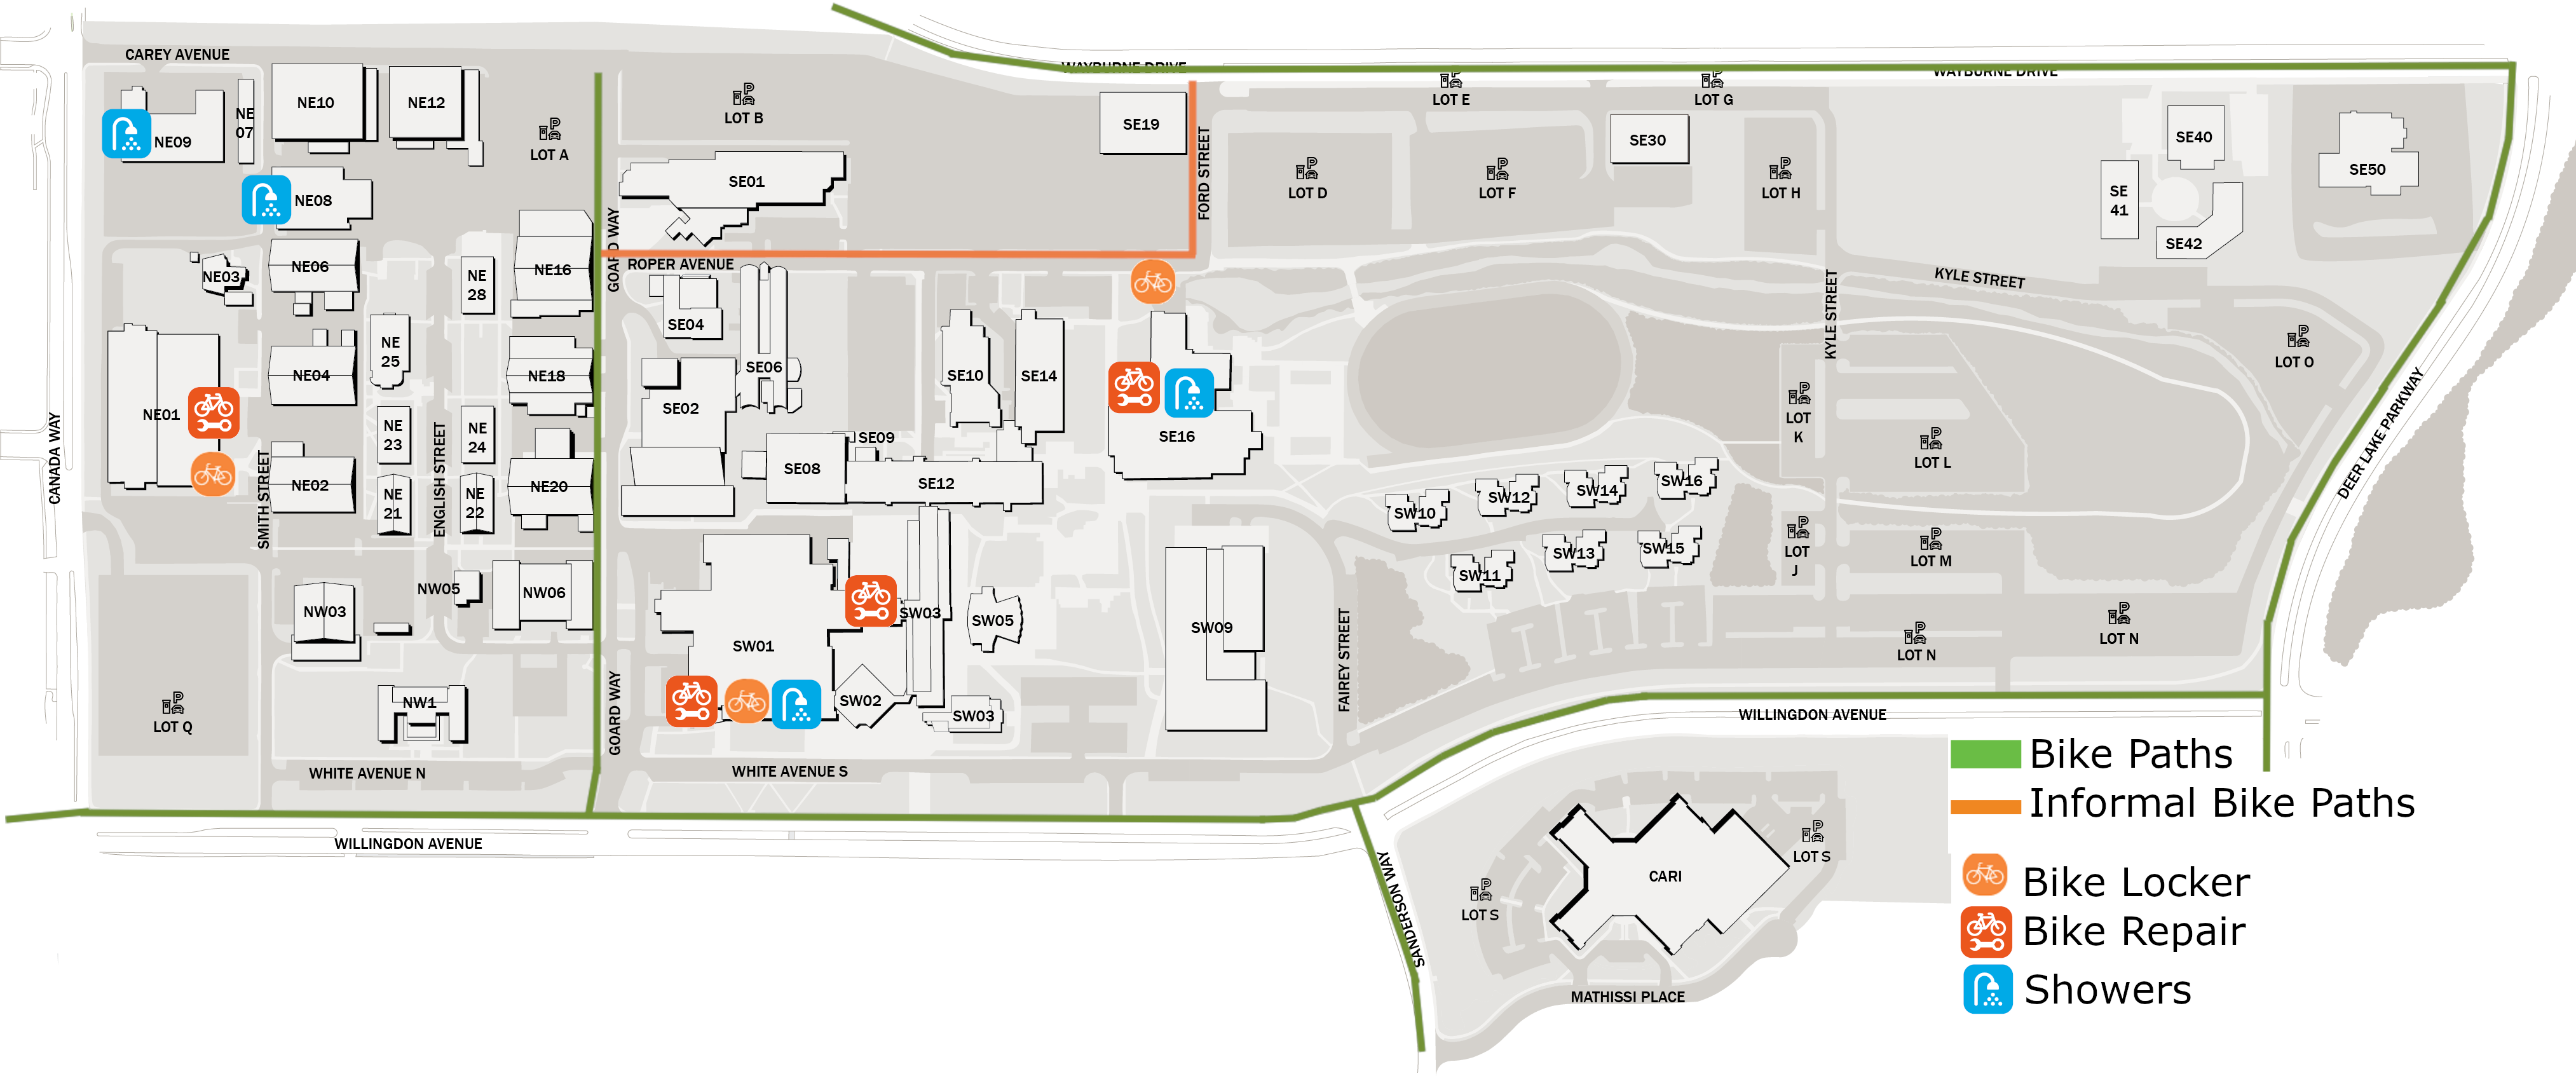 CAREY AVENUE
WAYBURNE DRIVE
WAYBURNE DRIVE
NE10
NE12
NE
07
NE09
LOT A
P
LOT B
P
SE19
LOT E
P
LOT G
P
SE30
SE40
SE50
SE
41
SE42
NE08
SE01
FORD STREET
LOT D
P
LOT F
P
LOT H
P
GOARD WAY
ROPER AVENUE
NE03
NE06
NE
28
NE16
KYLE STREET
KYLE STREET
SE04
NE
25
NE04
NE18
SE06
SE02
SE10
SE14
SE16
LOT O
P
NE01
NE
23
NE
24
LOT
K
P
LOT L
P
DEER LAKE PARKWAY
CANADA WAY
SMITH STREET
ENGLISH STREET
NE02
NE
21
NE
22
NE20
SE08
SE09
SE12
SW10
SW12
SW14
SW16
SW11
SW13
SW15
LOT
J
P
LOT M
P
NW03
NW05
NW06
SW01
SW03
SW05
SW09
FAIREY STREET
LOT N
P
LOT N
P
LOT Q
P
NW1
GOARD WAY
SW02
SW03
WILLINGDON AVENUE
WHITE AVENUE N
WHITE AVENUE S
WILLINGDON AVENUE
SANDERSON WAY
CARI
LOT S
P
LOT S
P
MATHISSI PLACE
Bike Paths
Informal Bike Paths
Bike Locker
Bike Repair
Showers